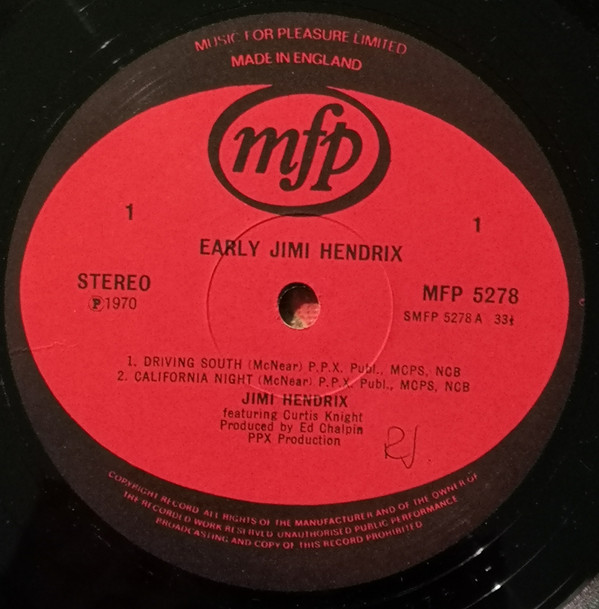 MUSIC FOR PLEASURE LIMITED
MADE IN ENGLAND
mfp
1 1
EARLY JIMI HENDRIX
STEREO MFP 5278
Ⓟ1970 SMFP 5278 A 33⅓
1. DRIVING SOUTH (McNear) P.P.X. Publ., MCPS, NCB
2. CALIFORNIA NIGHT (McNear) P.P.X. Publ., MCPS, NCB
JIMI HENDRIX
featuring Curtis Knight
Produced by Ed Chalpin
PPX Production
RJ
COPYRIGHT RECORD ALL RIGHTS OF THE MANUFACTURER AND OF THE OWNER OF
THE RECORDED WORK RESERVED UNAUTHORISED PUBLIC PERFORMANCE
BROADCASTING AND COPY OF THIS RECORD PROHIBITED